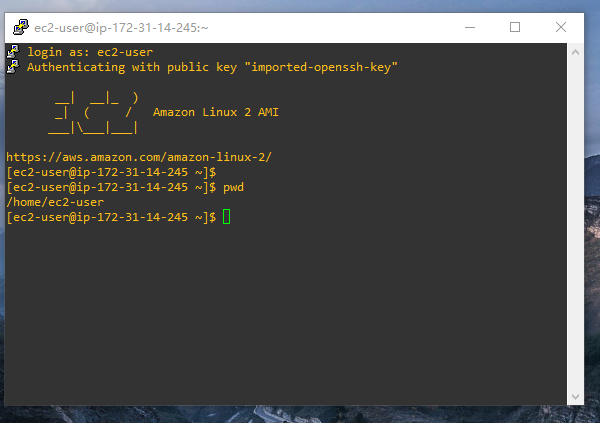 ec2-user@ip-172-31-14-245:~
login as: ec2-user
Authenticating with public key "imported-openssh-key"
__|  __|_  )
_|  (     /   Amazon Linux 2 AMI
___|\___|___|
https://aws.amazon.com/amazon-linux-2/
[ec2-user@ip-172-31-14-245 ~]$
[ec2-user@ip-172-31-14-245 ~]$ pwd
/home/ec2-user
[ec2-user@ip-172-31-14-245 ~]$